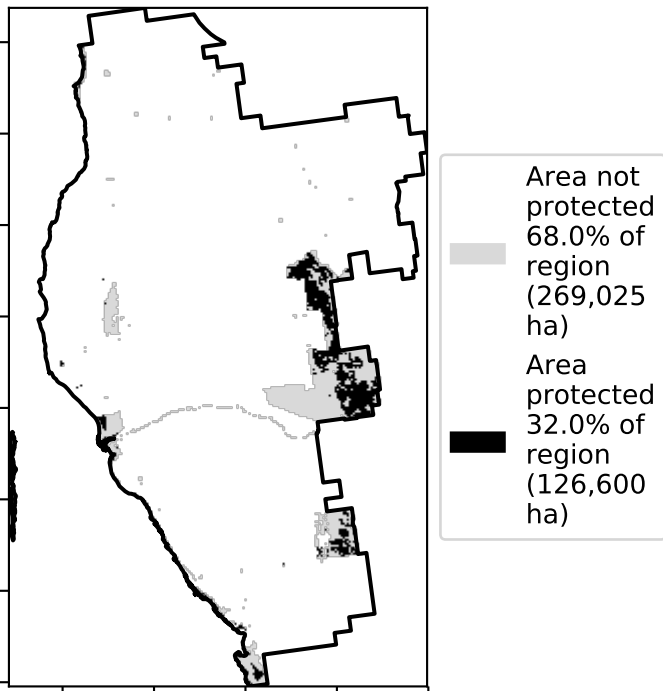 Area not
protected
68.0% of
region
(269,025
ha)
Area
protected
32.0% of
region
(126,600
ha)